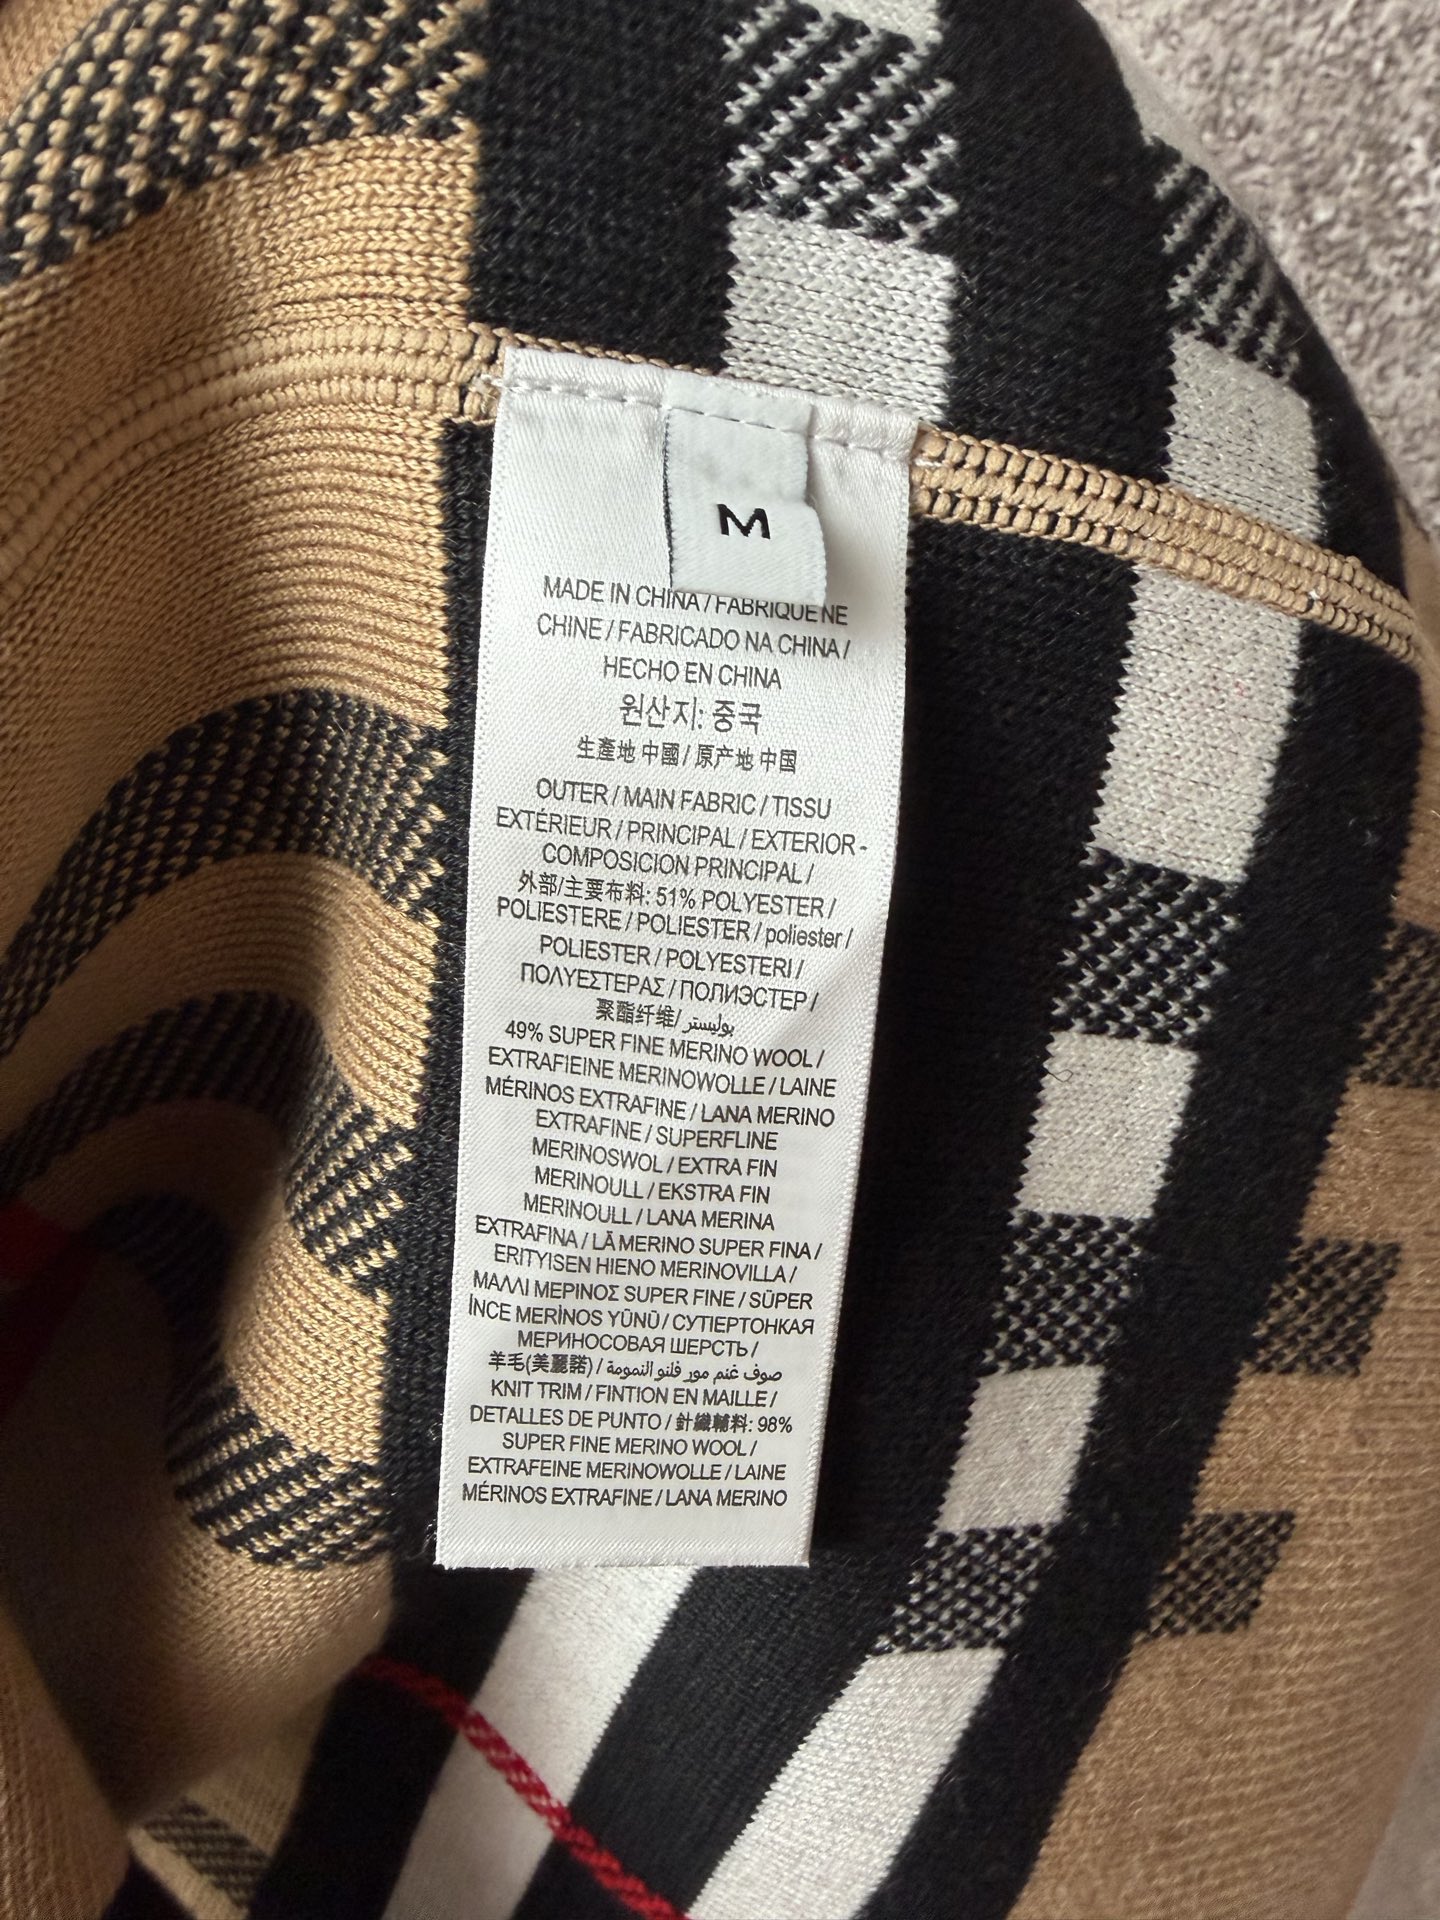 M
MADE IN CHINA / FABRIQUE NE
CHINE / FABRICADO NA CHINA /
HECHO EN CHINA
원산지: 중국
生產地 中國 / 原产地 中国
OUTER / MAIN FABRIC / TISSU
EXTÉRIEUR / PRINCIPAL / EXTERIOR -
COMPOSICION PRINCIPAL /
外部/主要布料: 51% POLYESTER /
POLIESTERE / POLIESTER / poliester /
POLIESTER / POLYESTERI /
ΠΟΛΥΕΣΤΕΡΑΣ / ПОЛИЭСТЕР /
聚酯纤维/ بوليستر
49% SUPER FINE MERINO WOOL /
EXTRAFIEINE MERINOWOLLE / LAINE
MÉRINOS EXTRAFINE / LANA MERINO
EXTRAFINE / SUPERFLINE
MERINOSWOL / EXTRA FIN
MERINOULL / EKSTRA FIN
MERINOULL / LANA MERINA
EXTRAFINA / LĀ MERINO SUPER FINA /
ERITYISEN HIENO MERINOVILLA /
ΜΑΛΛΙ ΜΕΡΙΝΟΣ SUPER FINE / SÜPER
İNCE MERİNOS YŪNŪ / СУПЕРТОНКАЯ
МЕРИНОСОВАЯ ШЕРСТЬ /
羊毛(美麗諾) / صوف غنم مور فلنو النمومة
KNIT TRIM / FINTION EN MAILLE /
DETALLES DE PUNTO / 針織輔料: 98%
SUPER FINE MERINO WOOL /
EXTRAFEINE MERINOWOLLE / LAINE
MÉRINOS EXTRAFINE / LANA MERINO